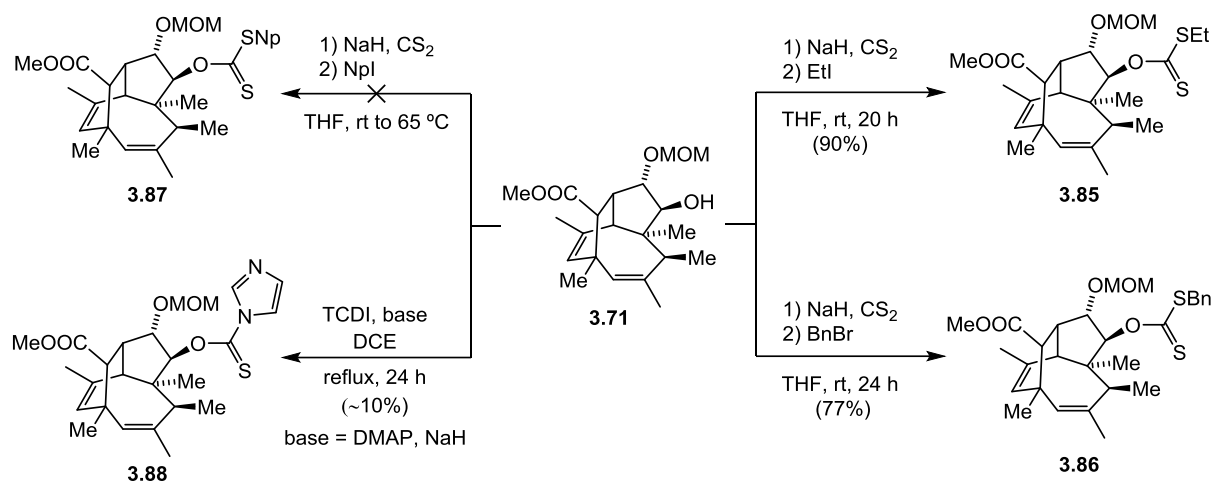 OMOM
SNp
MeOOC
O
S
Me
Me
Me
3.87
1) NaH, CS₂
2) NpI
THF, rt to 65 ºC
1) NaH, CS₂
2) EtI
THF, rt, 20 h
(90%)
OMOM
SEt
MeOOC
O
S
Me
Me
Me
3.85
OMOM
MeOOC
OH
Me
Me
Me
3.71
N
OMOM
N
MeOOC
O
S
Me
Me
Me
3.88
TCDI, base
DCE
reflux, 24 h
(~10%)
base = DMAP, NaH
1) NaH, CS₂
2) BnBr
THF, rt, 24 h
(77%)
OMOM
SBn
MeOOC
O
S
Me
Me
Me
3.86